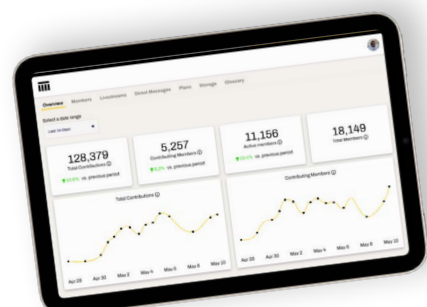 Overview Members Livestreams Direct Messages Plans Storage Glossary
Select a date range
Last 14 Days
128,379
Total Contributions
vs. previous period
5,257
Contributing Members
vs. previous period
11,156
Active members
vs. previous period
18,149
Total Members
Total Contributions
Apr 28 Apr 30 May 2 May 4 May 6 May 8 May 10
Contributing Members
Apr 28 Apr 30 May 2 May 4 May 6 May 8 May 10